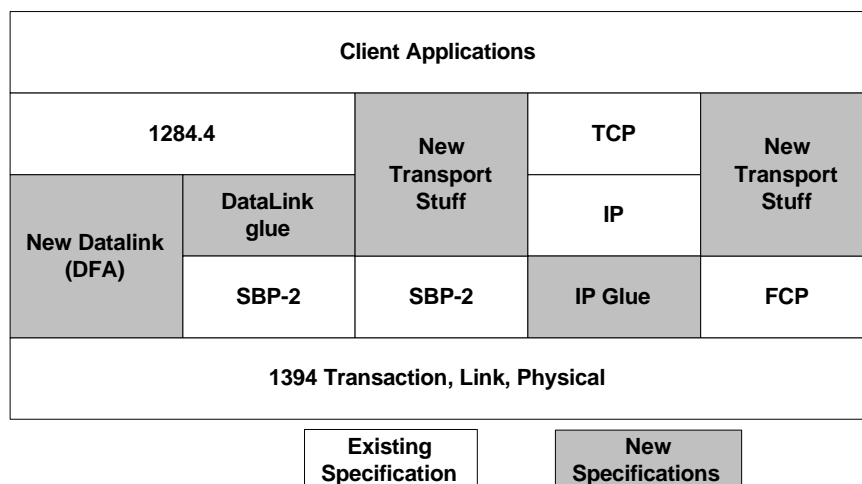 Client Applications
1284.4
New
Transport
Stuff
TCP
New
Transport
Stuff
New Datalink
(DFA)
DataLink
glue
IP
SBP-2
SBP-2
IP Glue
FCP
1394 Transaction, Link, Physical
Existing
Specification
New
Specifications